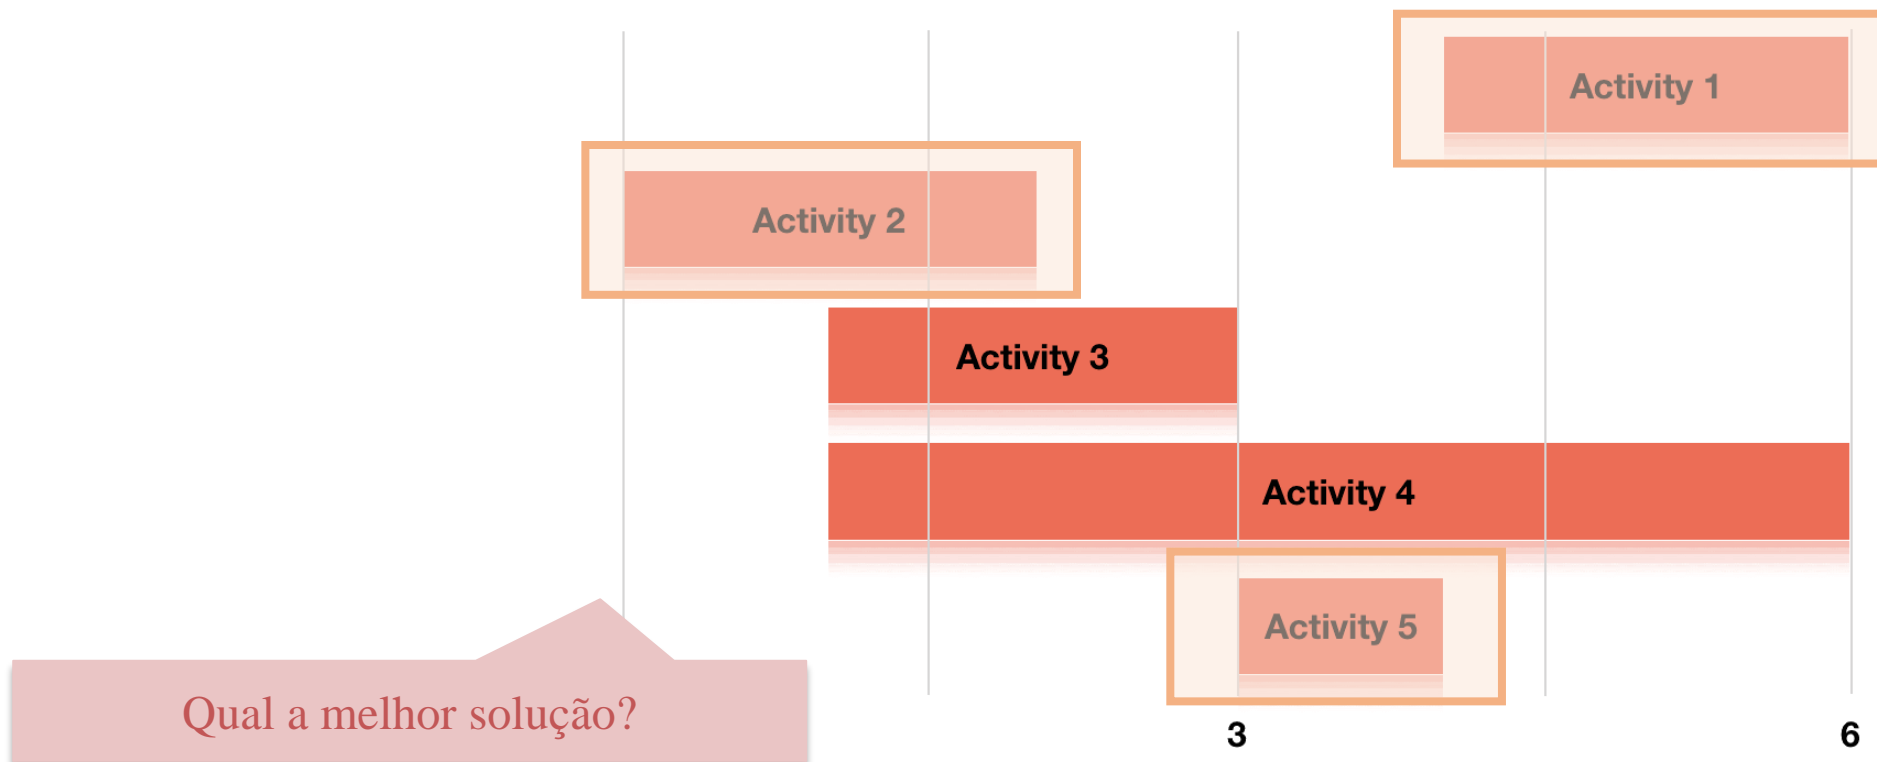 Activity 1
Activity 2
Activity 3
Activity 4
Activity 5
Qual a melhor solução?
3
6